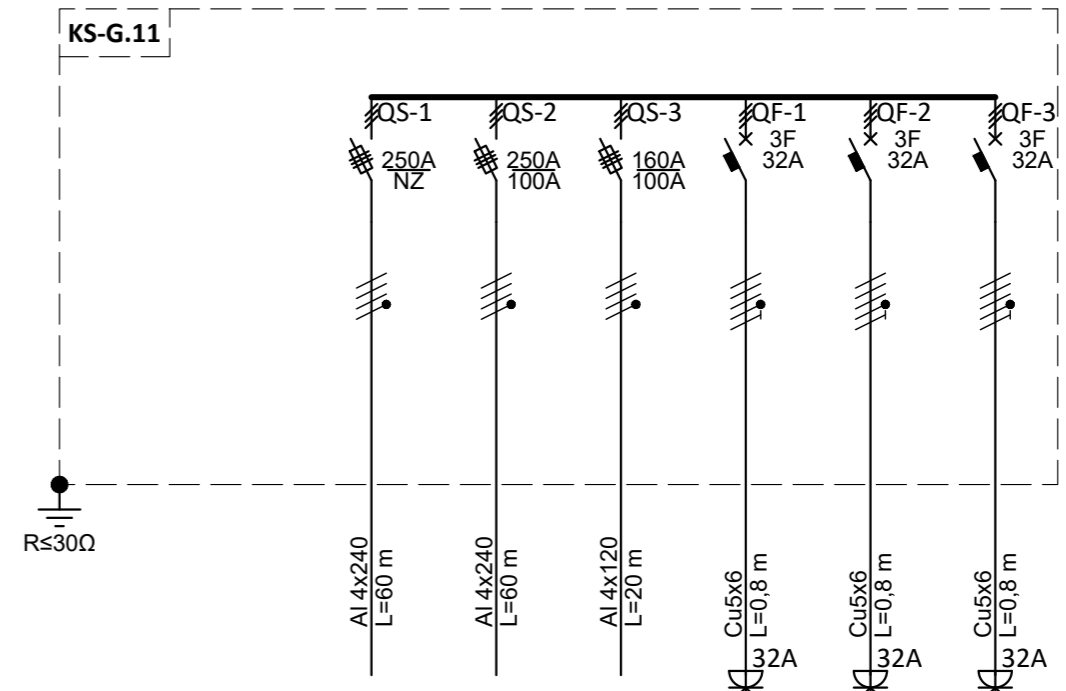 KS-G.11
QS-1
QS-2
QS-3
QF-1
QF-2
QF-3
250A
NZ
250A
100A
160A
100A
3F
32A
3F
32A
3F
32A
R≤30Ω
Al 4x240
L=60 m
Al 4x240
L=60 m
Al 4x120
L=20 m
Cu5x6
L=0,8 m
Cu5x6
L=0,8 m
Cu5x6
L=0,8 m
32A
32A
32A